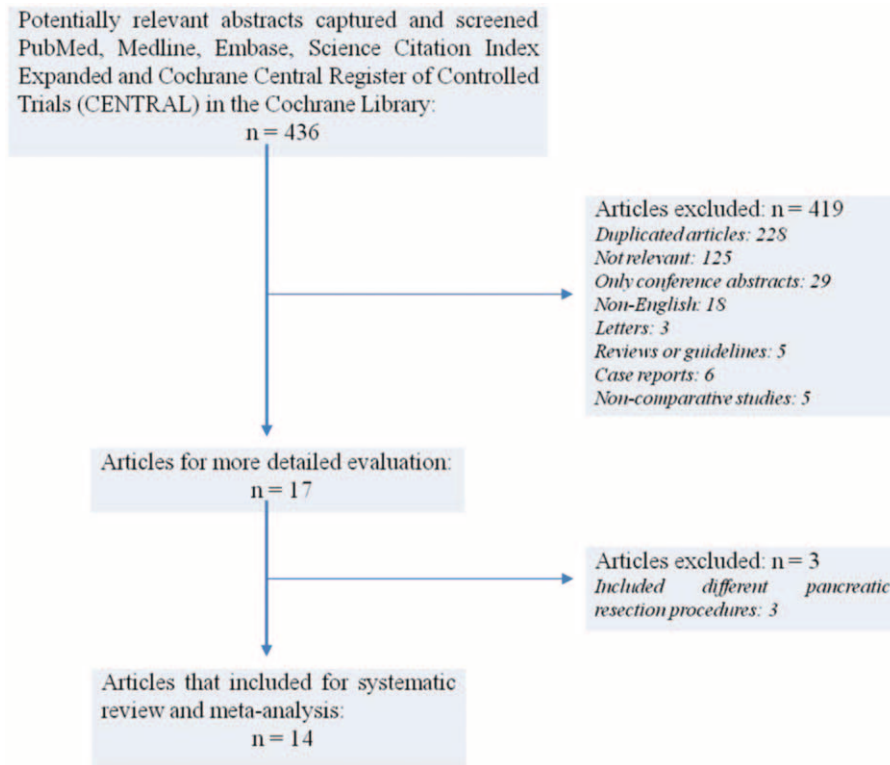 Potentially relevant abstracts captured and screened
PubMed, Medline, Embase, Science Citation Index
Expanded and Cochrane Central Register of Controlled
Trials (CENTRAL) in the Cochrane Library:
n = 436
Articles excluded: n = 419
Duplicated articles: 228
Not relevant: 125
Only conference abstracts: 29
Non-English: 18
Letters: 3
Reviews or guidelines: 5
Case reports: 6
Non-comparative studies: 5
Articles for more detailed evaluation:
n = 17
Articles excluded: n = 3
Included different pancreatic
resection procedures: 3
Articles that included for systematic
review and meta-analysis:
n = 14